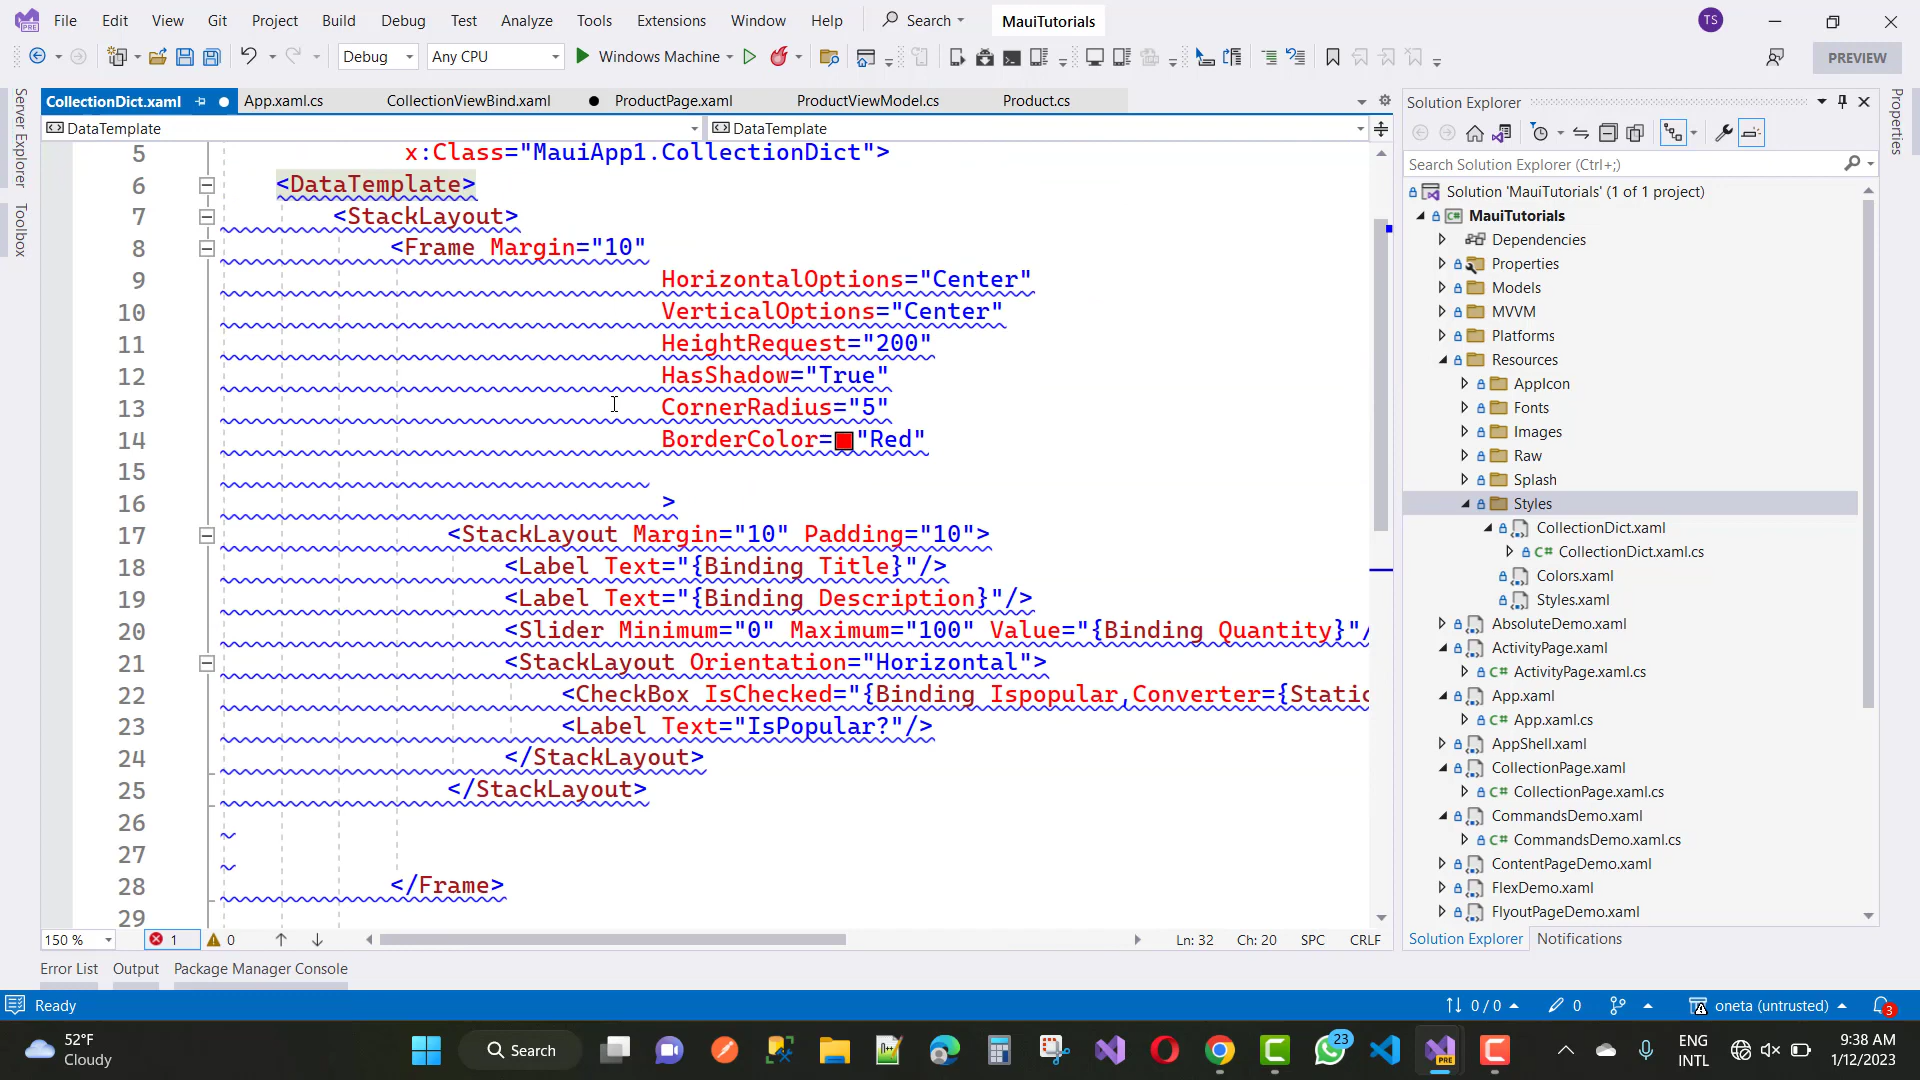 File Edit View Git Project Build Debug Test Analyze Tools Extensions Window Help Search MauiTutorials TS
Debug Any CPU Windows Machine PREVIEW
CollectionDict.xaml App.xaml.cs CollectionViewBind.xaml ProductPage.xaml ProductViewModel.cs Product.cs
DataTemplate DataTemplate
Server Explorer
Toolbox
5 x:Class="MauiApp1.CollectionDict">
6 <DataTemplate>
7 <StackLayout>
8 <Frame Margin="10"
9 HorizontalOptions="Center"
10 VerticalOptions="Center"
11 HeightRequest="200"
12 HasShadow="True"
13 CornerRadius="5"
14 BorderColor="Red"
15
16 >
17 <StackLayout Margin="10" Padding="10">
18 <Label Text="{Binding Title}"/>
19 <Label Text="{Binding Description}"/>
20 <Slider Minimum="0" Maximum="100" Value="{Binding Quantity}"/
21 <StackLayout Orientation="Horizontal">
22 <CheckBox IsChecked="{Binding Ispopular,Converter={Static
23 <Label Text="IsPopular?"/>
24 </StackLayout>
25 </StackLayout>
26
27
28 </Frame>
29
150 % 1 0 Ln: 32 Ch: 20 SPC CRLF
Solution Explorer
Search Solution Explorer (Ctrl+;)
Solution 'MauiTutorials' (1 of 1 project)
C# MauiTutorials
Dependencies
Properties
Models
MVVM
Platforms
Resources
AppIcon
Fonts
Images
Raw
Splash
Styles
CollectionDict.xaml
C# CollectionDict.xaml.cs
Colors.xaml
Styles.xaml
AbsoluteDemo.xaml
ActivityPage.xaml
C# ActivityPage.xaml.cs
App.xaml
C# App.xaml.cs
AppShell.xaml
CollectionPage.xaml
C# CollectionPage.xaml.cs
CommandsDemo.xaml
C# CommandsDemo.xaml.cs
ContentPageDemo.xaml
FlexDemo.xaml
FlyoutPageDemo.xaml
Solution Explorer Notifications
Properties
Error List Output Package Manager Console
Ready 0 / 0 0 oneta (untrusted) 3
52°F
Cloudy
Search
23
PRE
ENG
INTL
9:38 AM
1/12/2023